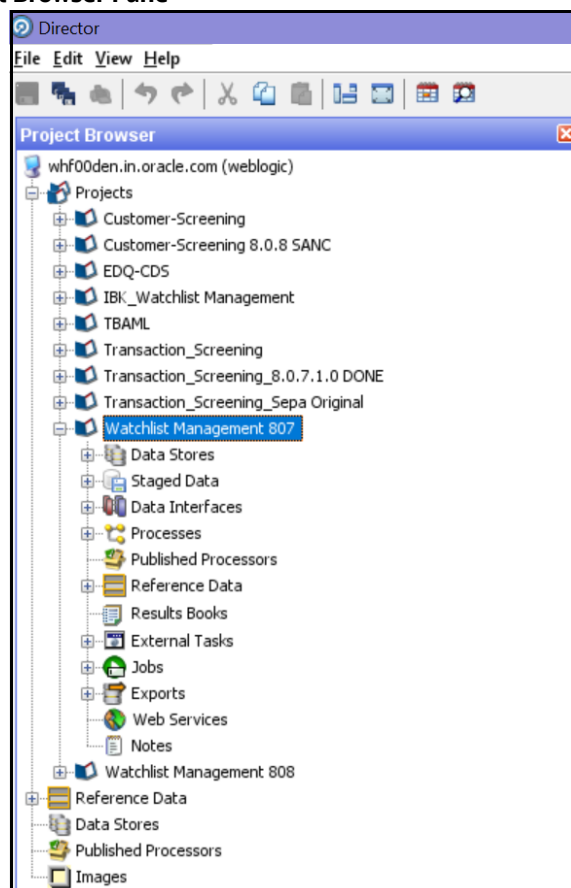 Director
File Edit View Help
Project Browser
whf00den.in.oracle.com (weblogic)
Projects
Customer-Screening
Customer-Screening 8.0.8 SANC
EDQ-CDS
IBK_Watchlist Management
TBAML
Transaction_Screening
Transaction_Screening_8.0.7.1.0 DONE
Transaction_Screening_Sepa Original
Watchlist Management 807
Data Stores
Staged Data
Data Interfaces
Processes
Published Processors
Reference Data
Results Books
External Tasks
Jobs
Exports
Web Services
Notes
Watchlist Management 808
Reference Data
Data Stores
Published Processors
Images